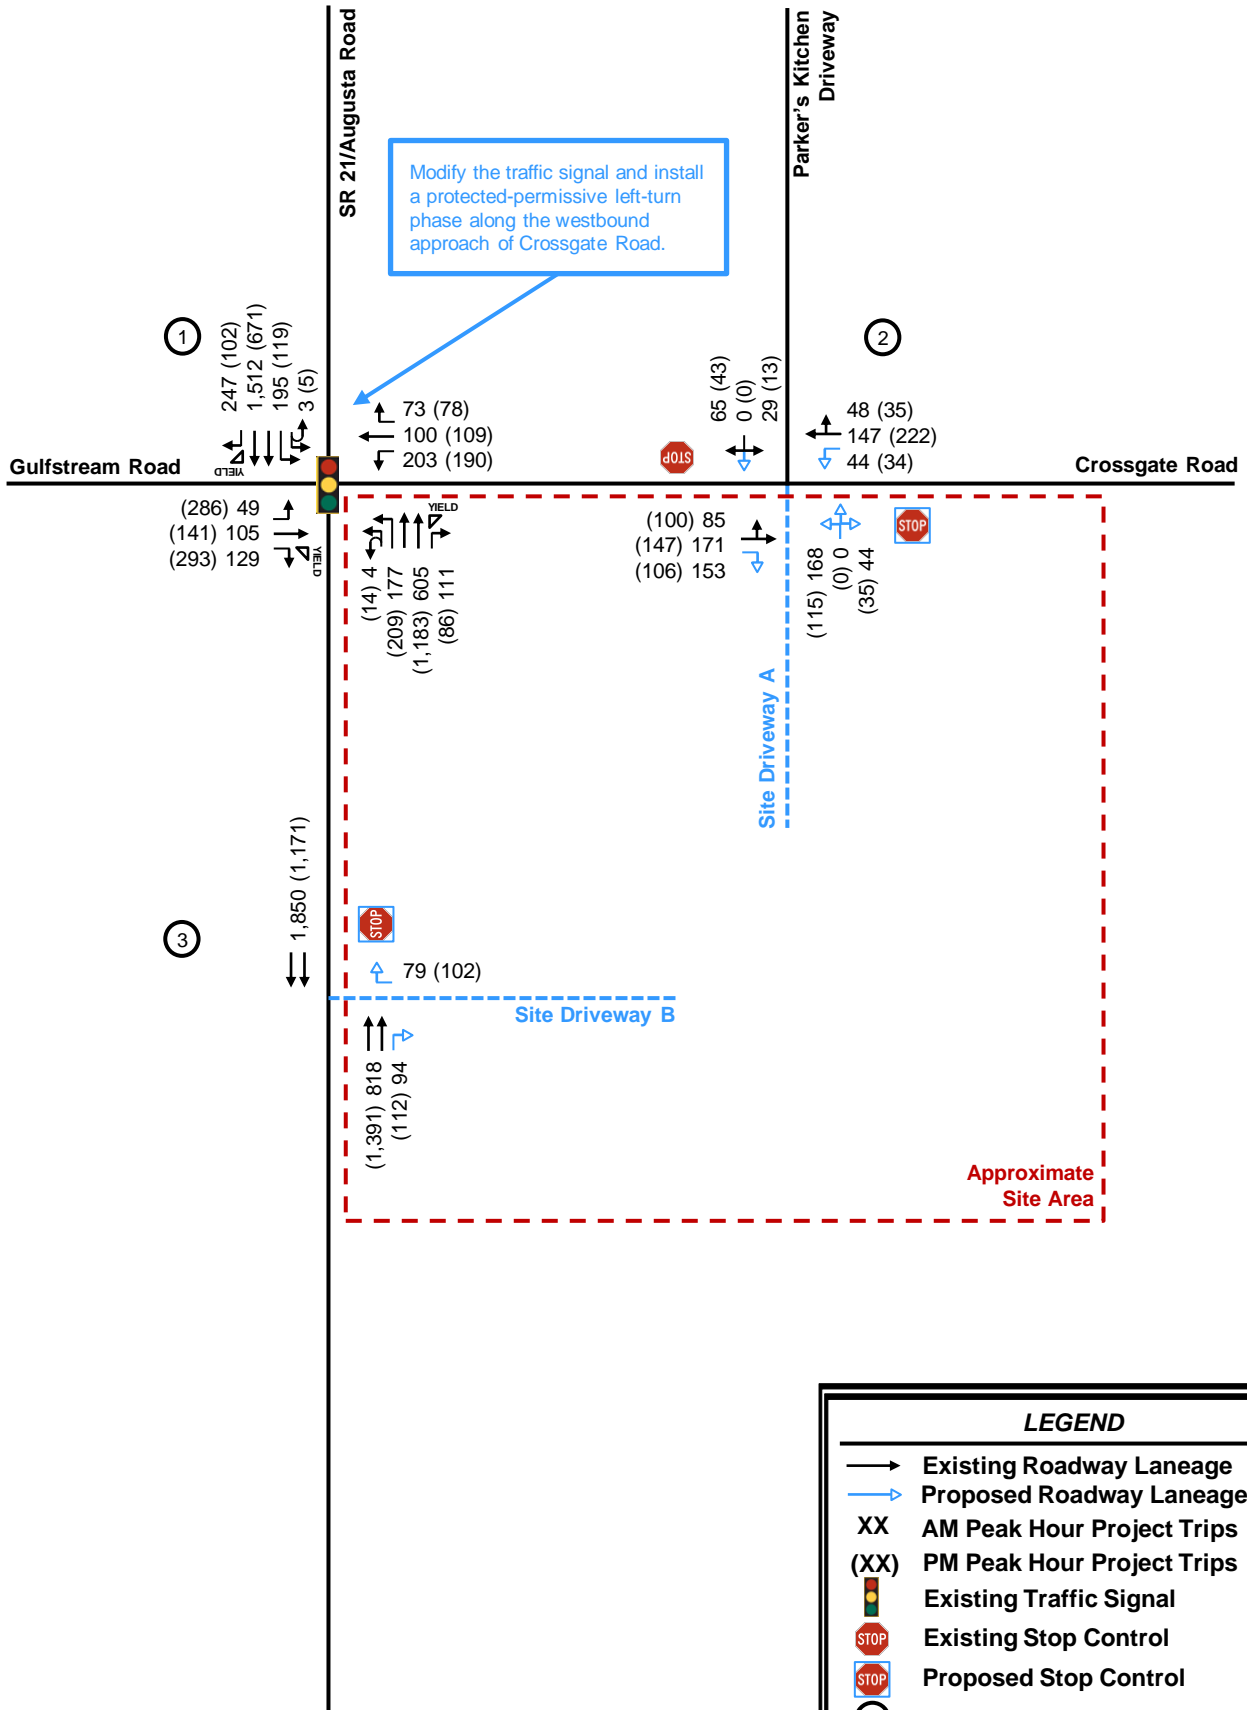 SR 21/Augusta Road
Parker's Kitchen
Driveway
Modify the traffic signal and install
a protected-permissive left-turn
phase along the westbound
approach of Crossgate Road.
1
247 (102)
1,512 (671)
195 (119)
3 (5)
YIELD
73 (78)
100 (109)
203 (190)
STOP
65 (43)
0 (0)
29 (13)
2
48 (35)
147 (222)
44 (34)
Gulfstream Road
Crossgate Road
(286) 49
(141) 105
(293) 129
YIELD
(14) 4
(209) 177
(1,183) 605
(86) 111
YIELD
(100) 85
(147) 171
(106) 153
(115) 168
(0) 0
(35) 44
STOP
Site Driveway A
3
1,850 (1,171)
STOP
79 (102)
Site Driveway B
(1,391) 818
(112) 94
Approximate
Site Area
LEGEND
Existing Roadway Laneage
Proposed Roadway Laneage
XX AM Peak Hour Project Trips
(XX) PM Peak Hour Project Trips
Existing Traffic Signal
STOP Existing Stop Control
STOP Proposed Stop Control